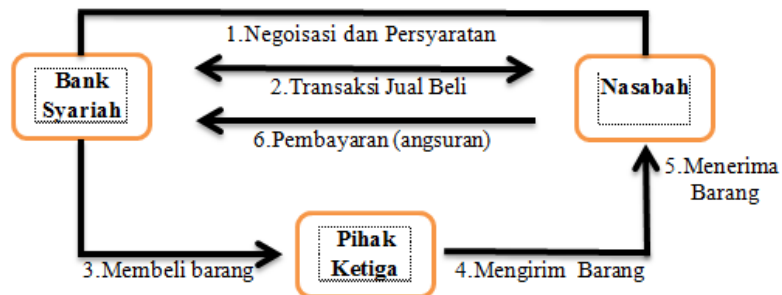 1.Negoisasi dan Persyaratan
Bank
Syariah
2.Transaksi Jual Beli
Nasabah
6.Pembayaran (angsuran)
5.Menerima
Barang
Pihak
Ketiga
3.Membeli barang
4.Mengirim Barang